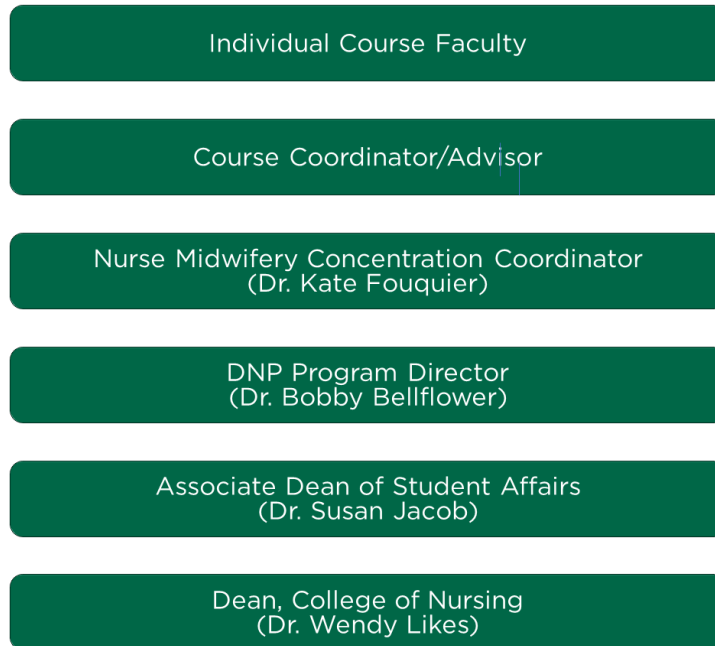 Individual Course Faculty
Course Coordinator/Advisor
Nurse Midwifery Concentration Coordinator
(Dr. Kate Fouquier)
DNP Program Director
(Dr. Bobby Bellflower)
Associate Dean of Student Affairs
(Dr. Susan Jacob)
Dean, College of Nursing
(Dr. Wendy Likes)